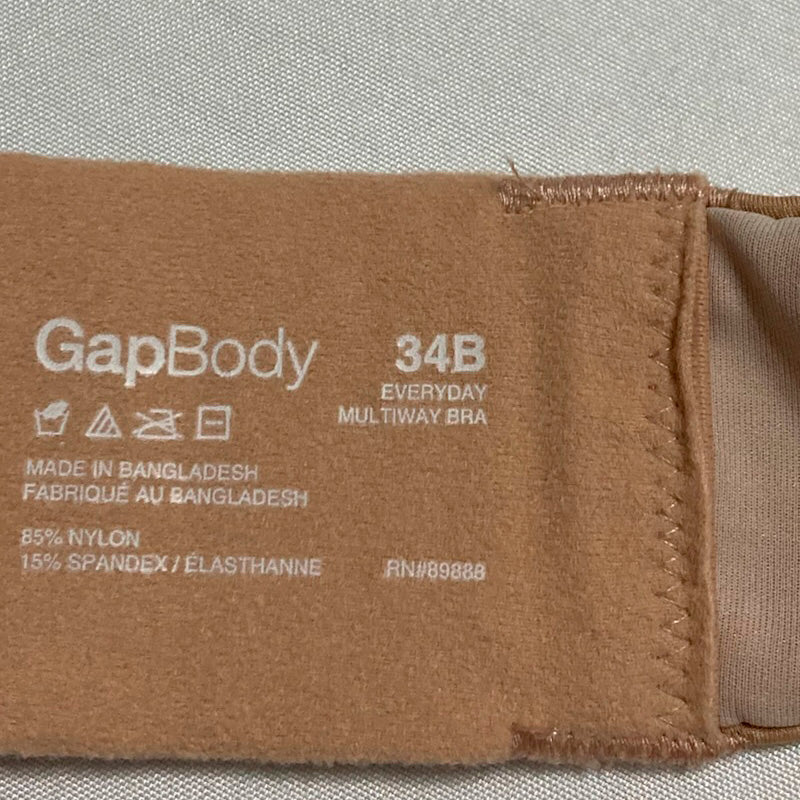 GapBody
34B
EVERYDAY
MULTIWAY BRA
MADE IN BANGLADESH
FABRIQUÉ AU BANGLADESH
85% NYLON
15% SPANDEX / ÉLASTHANNE
RN#89888